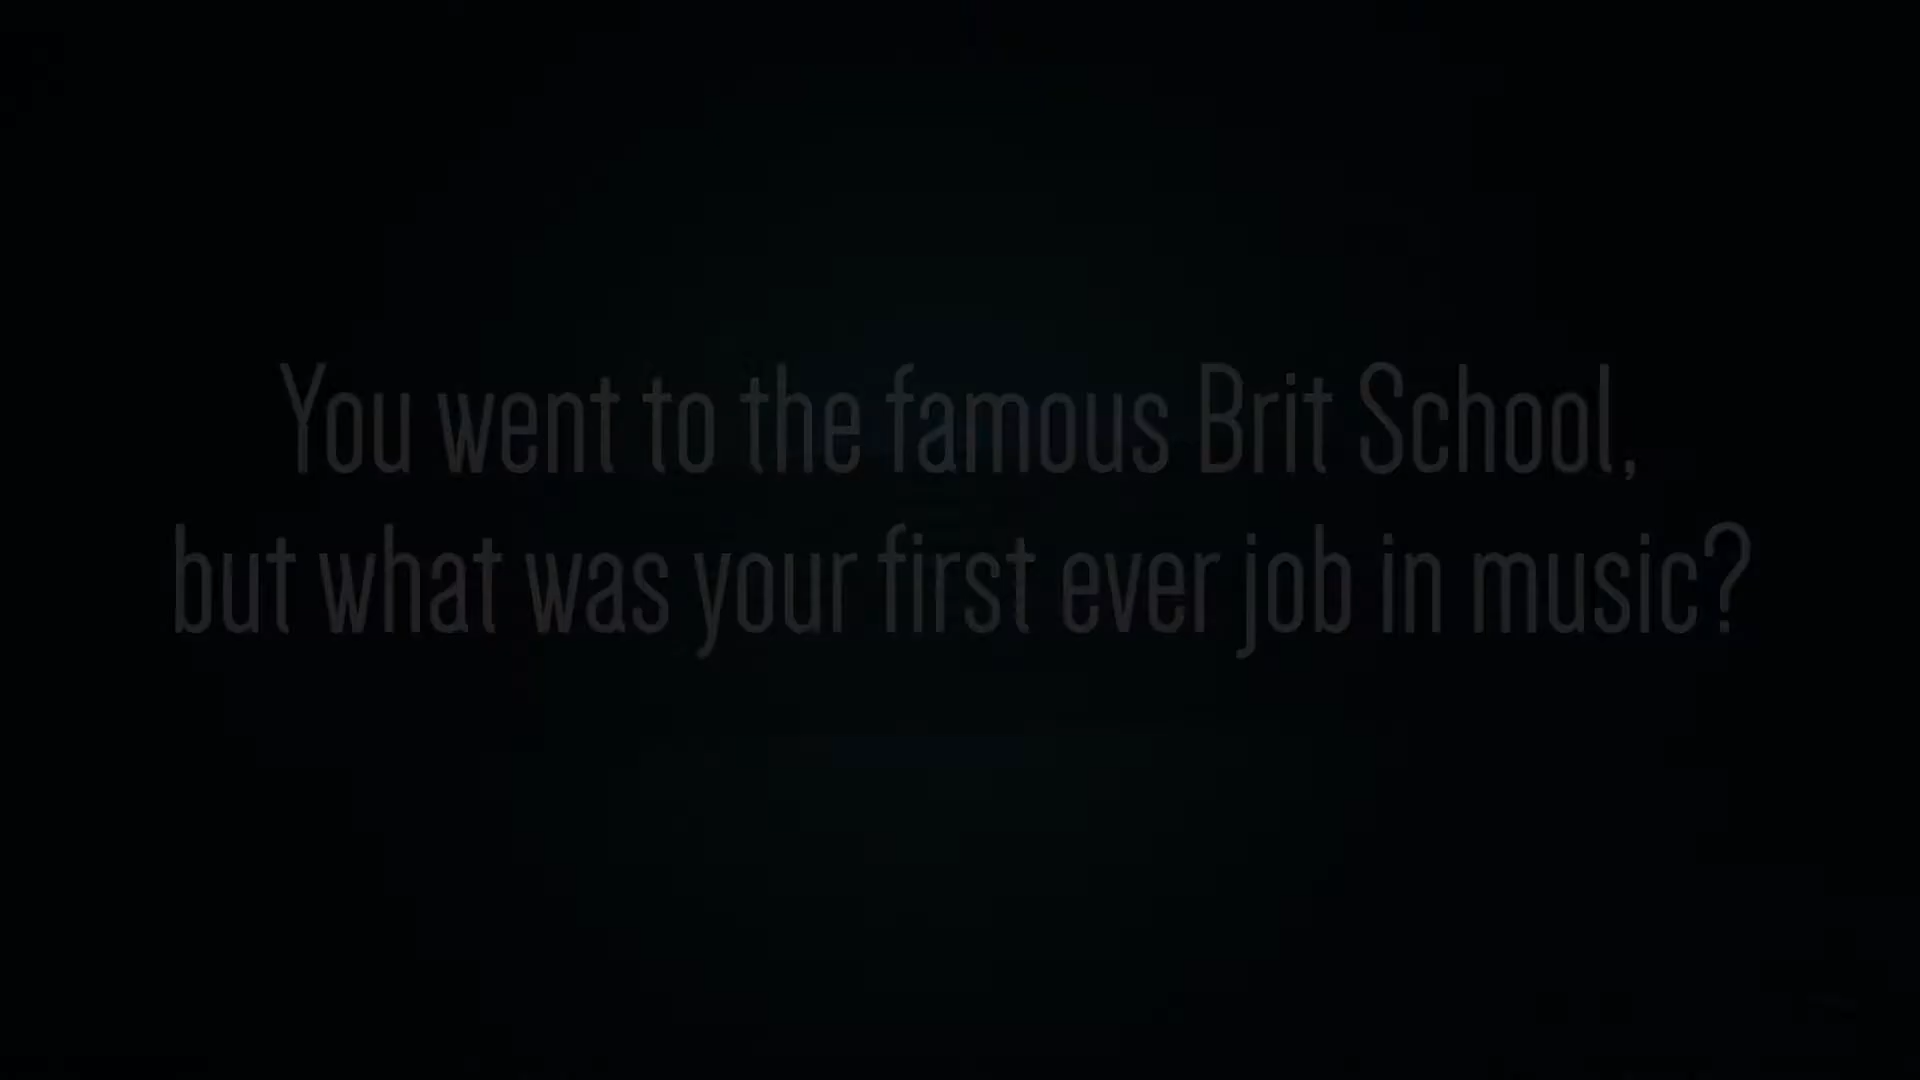 You went to the famous Brit School,
but what was your first ever job in music?